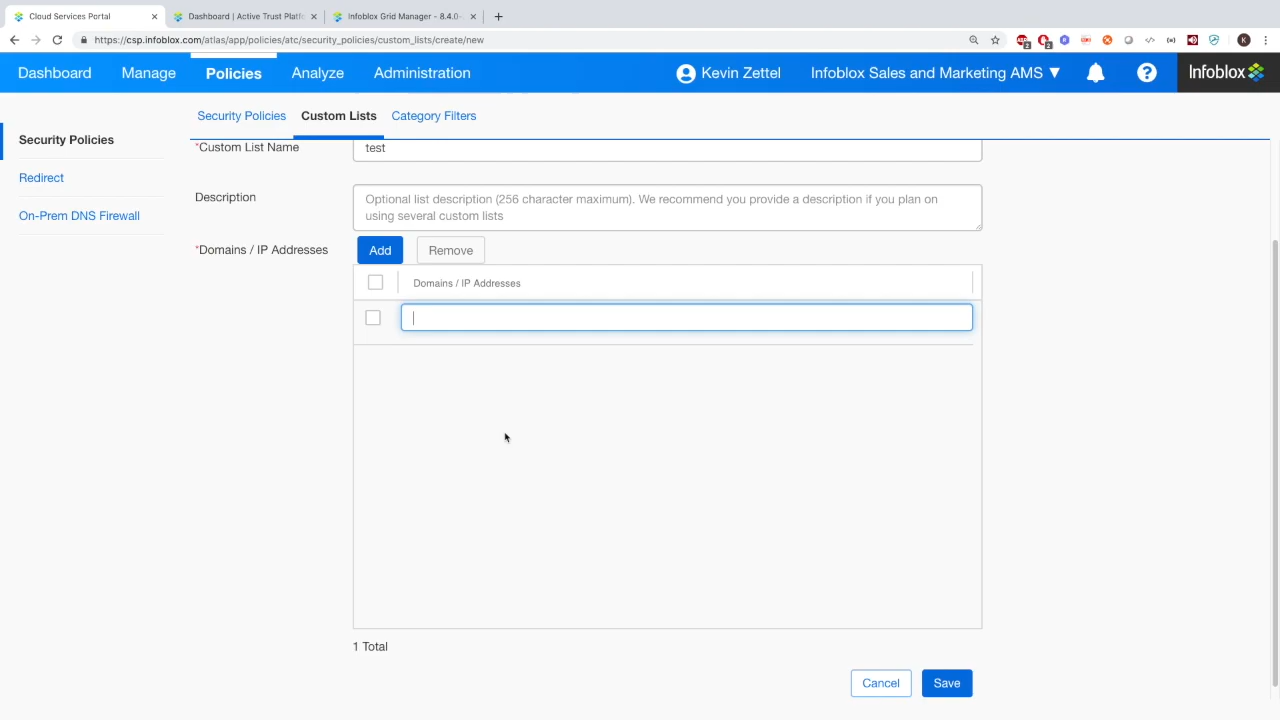 Cloud Services Portal
Dashboard | Active Trust Platf
Infoblox Grid Manager - 8.4.0-
https://csp.infoblox.com/atlas/app/policies/atc/security_policies/custom_lists/create/new
Dashboard Manage Policies Analyze Administration Kevin Zettel Infoblox Sales and Marketing AMS Infoblox
Security Policies Custom Lists Category Filters
Security Policies
Redirect
On-Prem DNS Firewall
*Custom List Name test
Description Optional list description (256 character maximum). We recommend you provide a description if you plan on
using several custom lists
*Domains / IP Addresses Add Remove
Domains / IP Addresses
1 Total
Cancel Save